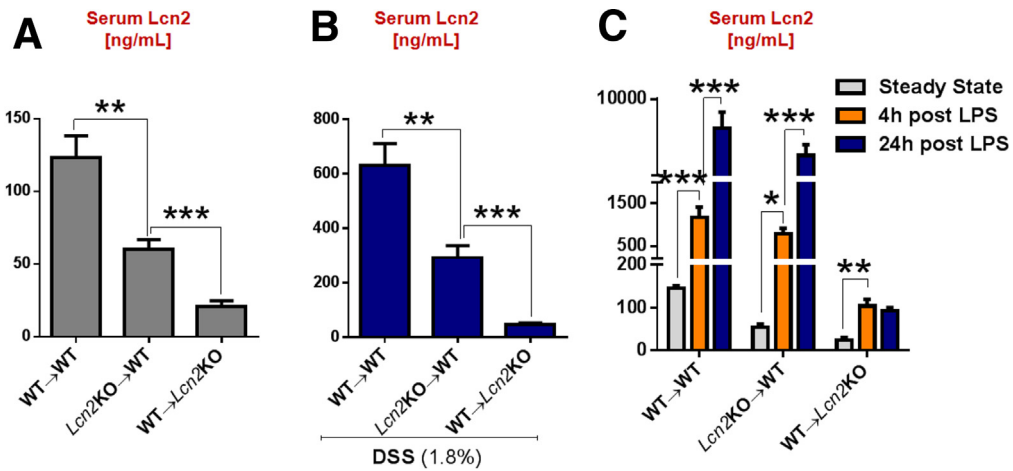 A
Serum Lcn2
[ng/mL]
150
100
50
0
**
***
WT→WT
Lcn2KO→WT
WT→Lcn2KO
B
Serum Lcn2
[ng/mL]
800
600
400
200
0
**
***
WT→WT
Lcn2KO→WT
WT→Lcn2KO
DSS (1.8%)
C
Serum Lcn2
[ng/mL]
Steady State
4h post LPS
24h post LPS
10000
1500
500
200
100
0
***
***
***
*
**
WT→WT
Lcn2KO→WT
WT→Lcn2KO